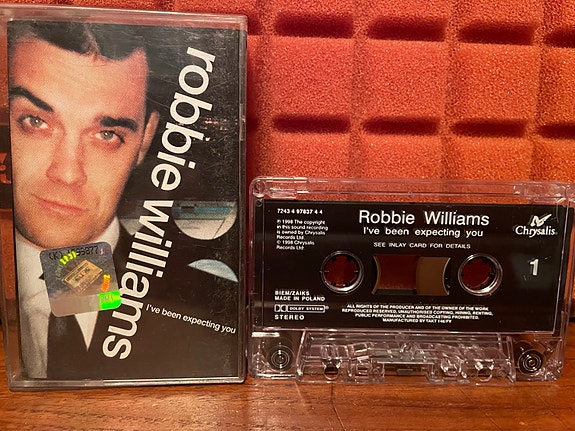 robbie williams
i've been expecting you
7243 4 97837 4 4
℗ 1998 The copyright
in this sound recording
is owned by Chrysalis
Records Ltd.
© 1998 Chrysalis
Records Ltd
Robbie Williams
I've been expecting you
SEE INLAY CARD FOR DETAILS
Chrysalis.
1
BIEM/ZAIKS
MADE IN POLAND
DOLBY SYSTEM
STEREO
ALL RIGHTS OF THE PRODUCER AND OF THE OWNER OF THE WORK
REPRODUCED RESERVED. UNAUTHORISED COPYING, HIRING, RENTING,
PUBLIC PERFORMANCE AND BROADCASTING PROHIBITED.
MANUFACTURED BY TAKT